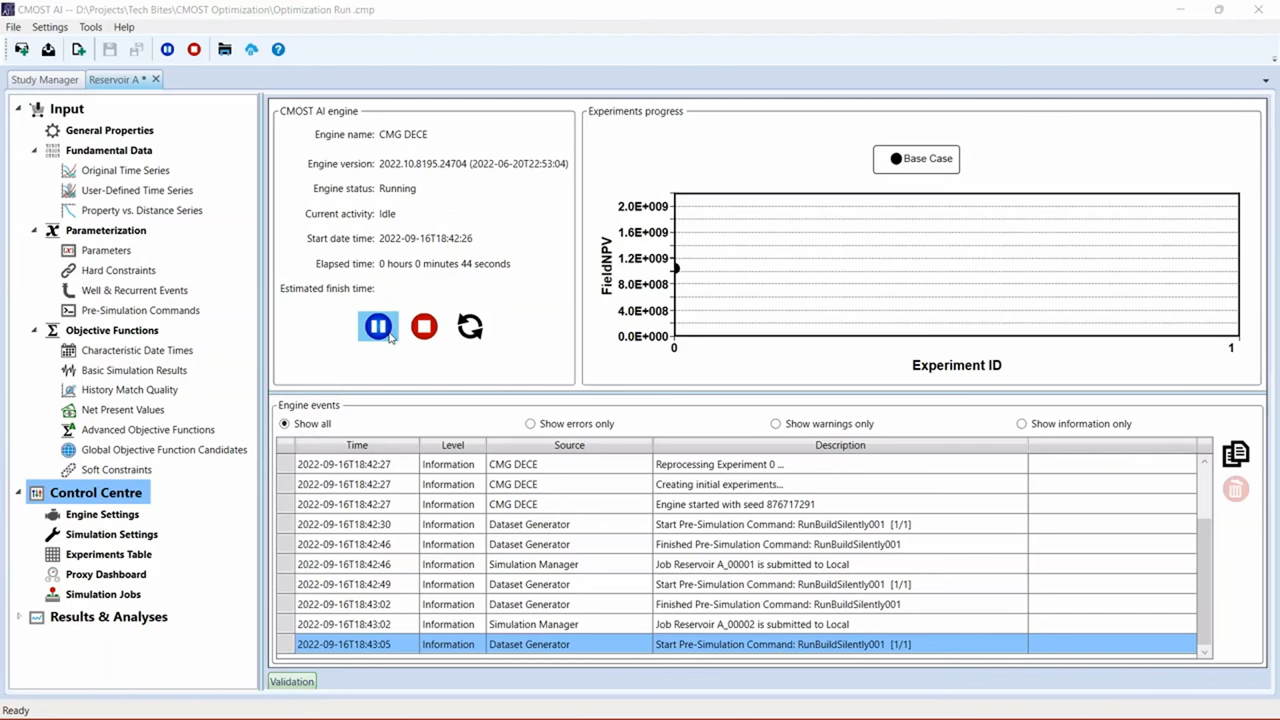 CMOST AI -- D:\Projects\Tech Bites\CMOST Optimization\Optimization Run .cmp
File Settings Tools Help
Study Manager Reservoir A *
Input
General Properties
Fundamental Data
Original Time Series
User-Defined Time Series
Property vs. Distance Series
Parameterization
Parameters
Hard Constraints
Well & Recurrent Events
Pre-Simulation Commands
Objective Functions
Characteristic Date Times
Basic Simulation Results
History Match Quality
Net Present Values
Advanced Objective Functions
Global Objective Function Candidates
Soft Constraints
Control Centre
Engine Settings
Simulation Settings
Experiments Table
Proxy Dashboard
Simulation Jobs
Results & Analyses
CMOST AI engine
Engine name: CMG DECE
Engine version: 2022.10.8195.24704 (2022-06-20T22:53:04)
Engine status: Running
Current activity: Idle
Start date time: 2022-09-16T18:42:26
Elapsed time: 0 hours 0 minutes 44 seconds
Estimated finish time:
Experiments progress
Base Case
FieldNPV
2.0E+009
1.6E+009
1.2E+009
8.0E+008
4.0E+008
0.0E+000
0 1
Experiment ID
Engine events
Show all Show errors only Show warnings only Show information only
Time Level Source Description
2022-09-16T18:42:27 Information CMG DECE Reprocessing Experiment 0 ...
2022-09-16T18:42:27 Information CMG DECE Creating initial experiments...
2022-09-16T18:42:27 Information CMG DECE Engine started with seed 876717291
2022-09-16T18:42:30 Information Dataset Generator Start Pre-Simulation Command: RunBuildSilently001 [1/1]
2022-09-16T18:42:46 Information Dataset Generator Finished Pre-Simulation Command: RunBuildSilently001
2022-09-16T18:42:46 Information Simulation Manager Job Reservoir A_00001 is submitted to Local
2022-09-16T18:42:49 Information Dataset Generator Start Pre-Simulation Command: RunBuildSilently001 [1/1]
2022-09-16T18:43:02 Information Dataset Generator Finished Pre-Simulation Command: RunBuildSilently001
2022-09-16T18:43:02 Information Simulation Manager Job Reservoir A_00002 is submitted to Local
2022-09-16T18:43:05 Information Dataset Generator Start Pre-Simulation Command: RunBuildSilently001 [1/1]
Validation
Ready